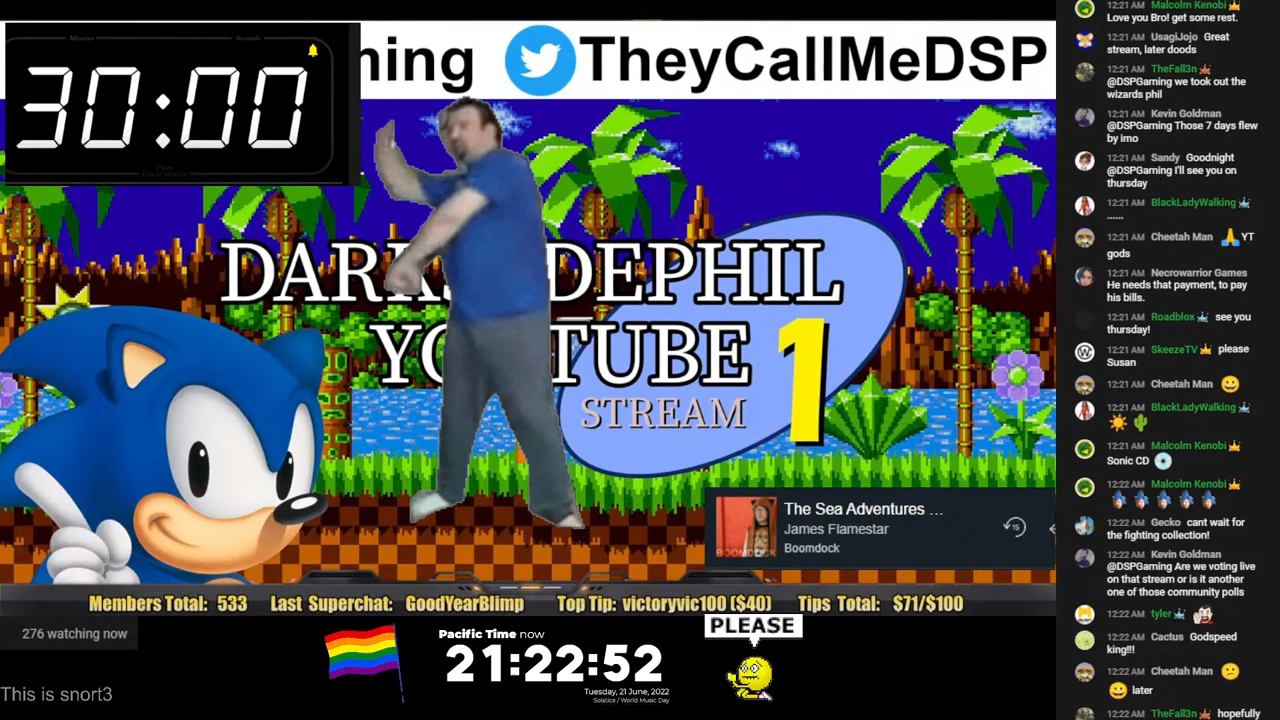 ning TheyCallMeDSP
30:00
DARKS DEPHIL
YO TUBE 1
STREAM
The Sea Adventures ...
James Flamestar
Boomdock
BOOMDOCK
15
Members Total: 533 Last Superchat: GoodYearBlimp Top Tip: victoryvic100 ($40) Tips Total: $71/$100
276 watching now
Pacific Time now
21:22:52
Tuesday, 21 June, 2022
Solstice / World Music Day
PLEASE
This is snort3
12:21 AM Malcolm Kenobi
Love you Bro! get some rest.
12:21 AM UsagiJojo Great
stream, later doods
12:21 AM TheFall3n
@DSPGaming we took out the
wizards phil
12:21 AM Kevin Goldman
@DSPGaming Those 7 days flew
by imo
12:21 AM Sandy Goodnight
@DSPGaming I'll see you on
thursday
12:21 AM BlackLadyWalking
......
12:21 AM Cheetah Man 🙏 YT
gods
12:21 AM Necrowarrior Games
He needs that payment, to pay
his bills.
12:21 AM Roadblox see you
thursday!
12:21 AM SkeezeTV please
Susan
12:21 AM Cheetah Man 😀
12:21 AM BlackLadyWalking
☀️🌵
12:21 AM Malcolm Kenobi
Sonic CD 💿
12:22 AM Malcolm Kenobi
12:22 AM Gecko cant wait for
the fighting collection!
12:22 AM Kevin Goldman
@DSPGaming Are we voting live
on that stream or is it another
one of those community polls
12:22 AM tyler
12:22 AM Cactus Godspeed
king!!!
12:22 AM Cheetah Man 😕
😀 later
12:22 AM TheFall3n hopefully